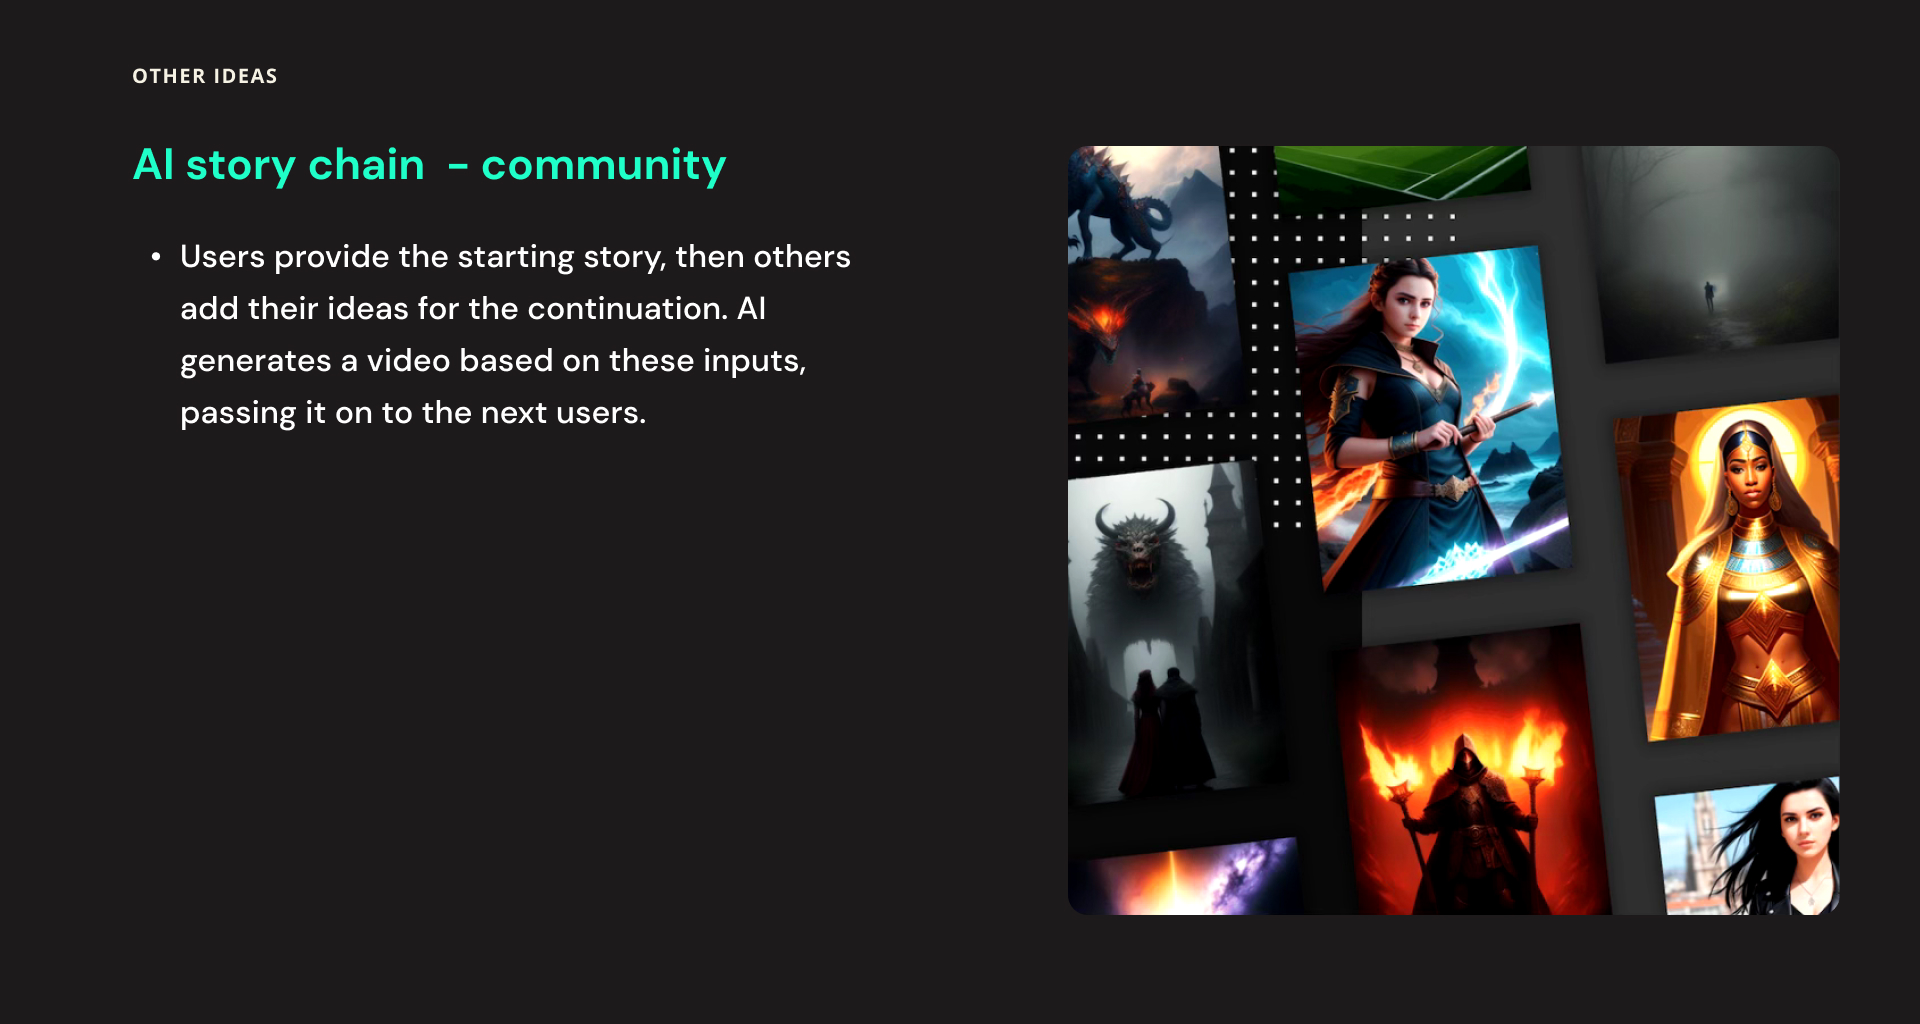 OTHER IDEAS
AI story chain - community
• Users provide the starting story, then others
add their ideas for the continuation. AI
generates a video based on these inputs,
passing it on to the next users.